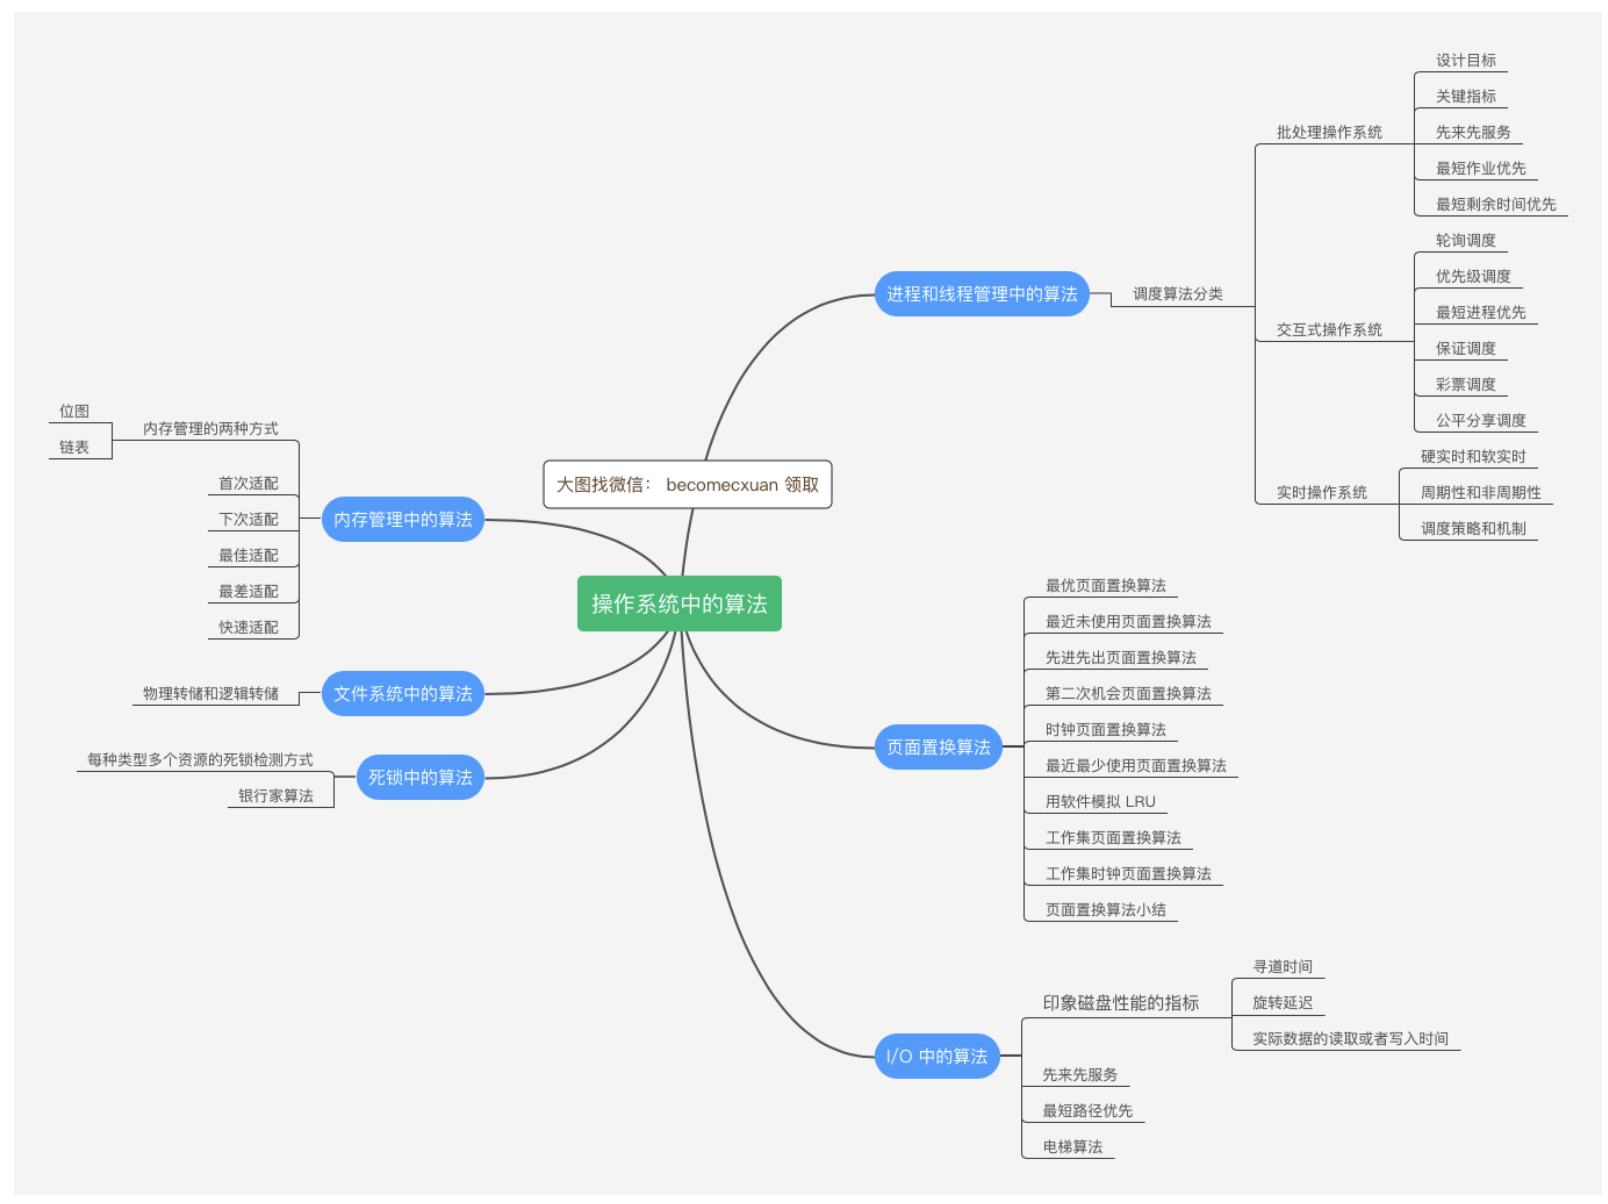 操作系统中的算法
大图找微信： becomecxuan 领取
进程和线程管理中的算法
调度算法分类
批处理操作系统
设计目标
关键指标
先来先服务
最短作业优先
最短剩余时间优先
交互式操作系统
轮询调度
优先级调度
最短进程优先
保证调度
彩票调度
公平分享调度
实时操作系统
硬实时和软实时
周期性和非周期性
调度策略和机制
页面置换算法
最优页面置换算法
最近未使用页面置换算法
先进先出页面置换算法
第二次机会页面置换算法
时钟页面置换算法
最近最少使用页面置换算法
用软件模拟 LRU
工作集页面置换算法
工作集时钟页面置换算法
页面置换算法小结
I/O 中的算法
印象磁盘性能的指标
寻道时间
旋转延迟
实际数据的读取或者写入时间
先来先服务
最短路径优先
电梯算法
内存管理中的算法
内存管理的两种方式
位图
链表
首次适配
下次适配
最佳适配
最差适配
快速适配
文件系统中的算法
物理转储和逻辑转储
死锁中的算法
每种类型多个资源的死锁检测方式
银行家算法